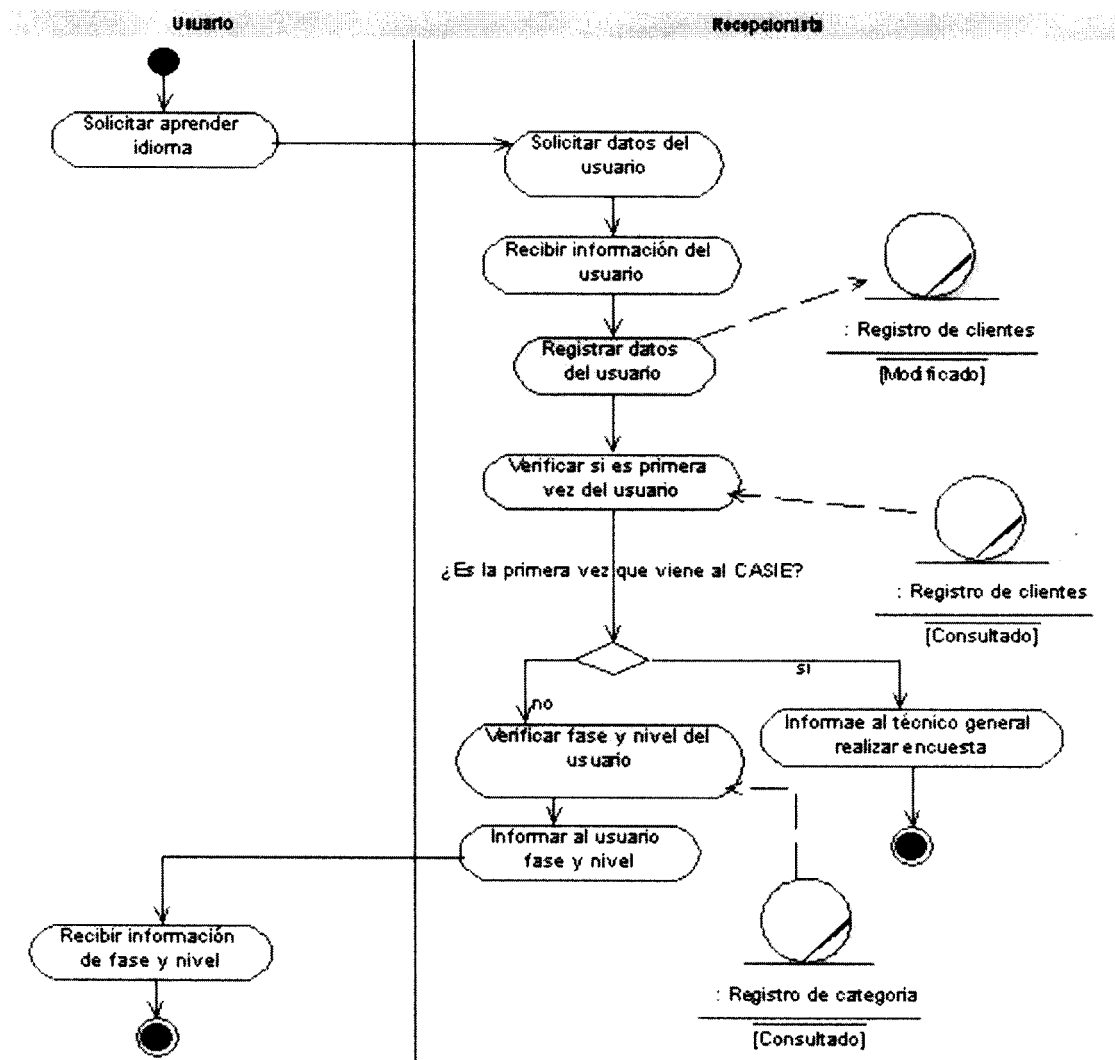 Usuario
Recepcionista
Solicitar aprender
idioma
Solicitar datos del
usuario
Recibir información del
usuario
Registrar datos
del usuario
: Registro de clientes
[Modificado]
Verificar si es primera
vez del usuario
: Registro de clientes
[Consultado]
¿Es la primera vez que viene al CASIE?
si
no
Verificar fase y nivel del
usuario
Informae al técnico general
realizar encuesta
Informar al usuario
fase y nivel
Recibir información
de fase y nivel
: Registro de categoria
[Consultado]